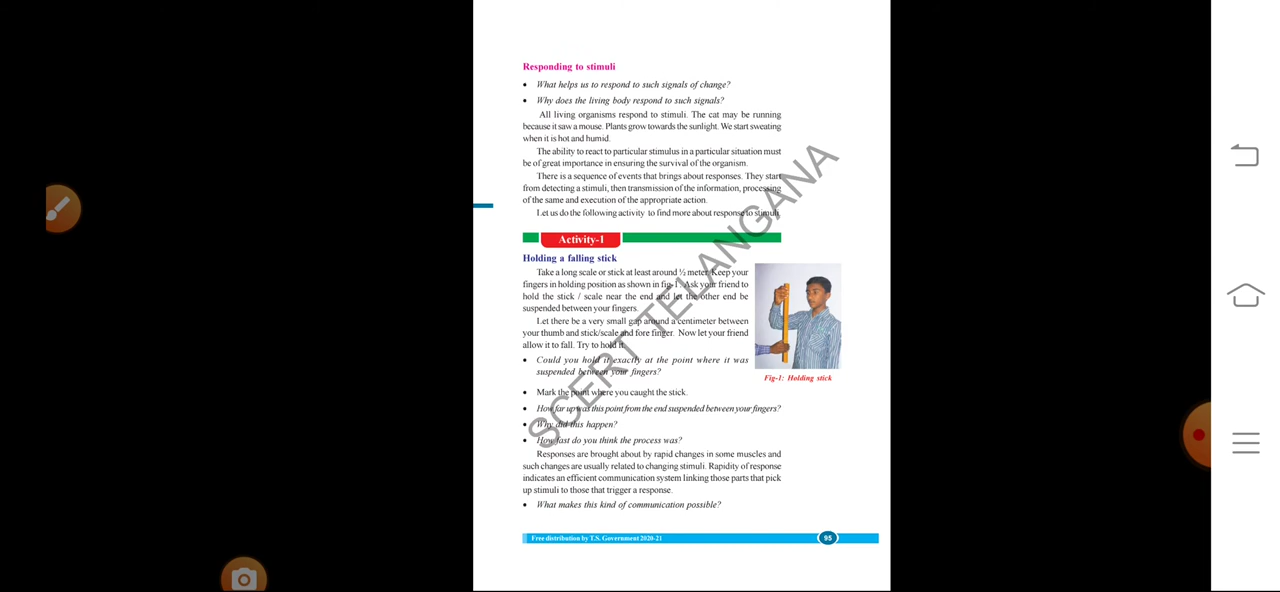 Responding to stimuli
• What helps us to respond to such signals of change?
• Why does the living body respond to such signals?
All living organisms respond to stimuli. The cat may be running
because it saw a mouse. Plants grow towards the sunlight. We start sweating
when it is hot and humid.
The ability to react to particular stimulus in a particular situation must
be of great importance in ensuring the survival of the organism.
There is a sequence of events that brings about responses. They start
from detecting a stimuli, then transmission of the information, processing
of the same and execution of the appropriate action.
Let us do the following activity to find more about response to stimuli.
Activity-1
Holding a falling stick
Take a long scale or stick at least around ½ meter. Keep your
fingers in holding position as shown in fig-1. Ask your friend to
hold the stick / scale near the end and let the other end be
suspended between your fingers.
Let there be a very small gap around a centimeter between
your thumb and stick/scale and fore finger. Now let your friend
allow it to fall. Try to hold it.
• Could you hold it exactly at the point where it was
suspended between your fingers?
Fig-1: Holding stick
• Mark the point where you caught the stick.
• How far up was this point from the end suspended between your fingers?
• Why did this happen?
• How fast do you think the process was?
Responses are brought about by rapid changes in some muscles and
such changes are usually related to changing stimuli. Rapidity of response
indicates an efficient communication system linking those parts that pick
up stimuli to those that trigger a response.
• What makes this kind of communication possible?
Free distribution by T.S. Government 2020-21
95
SCERT TELANGANA